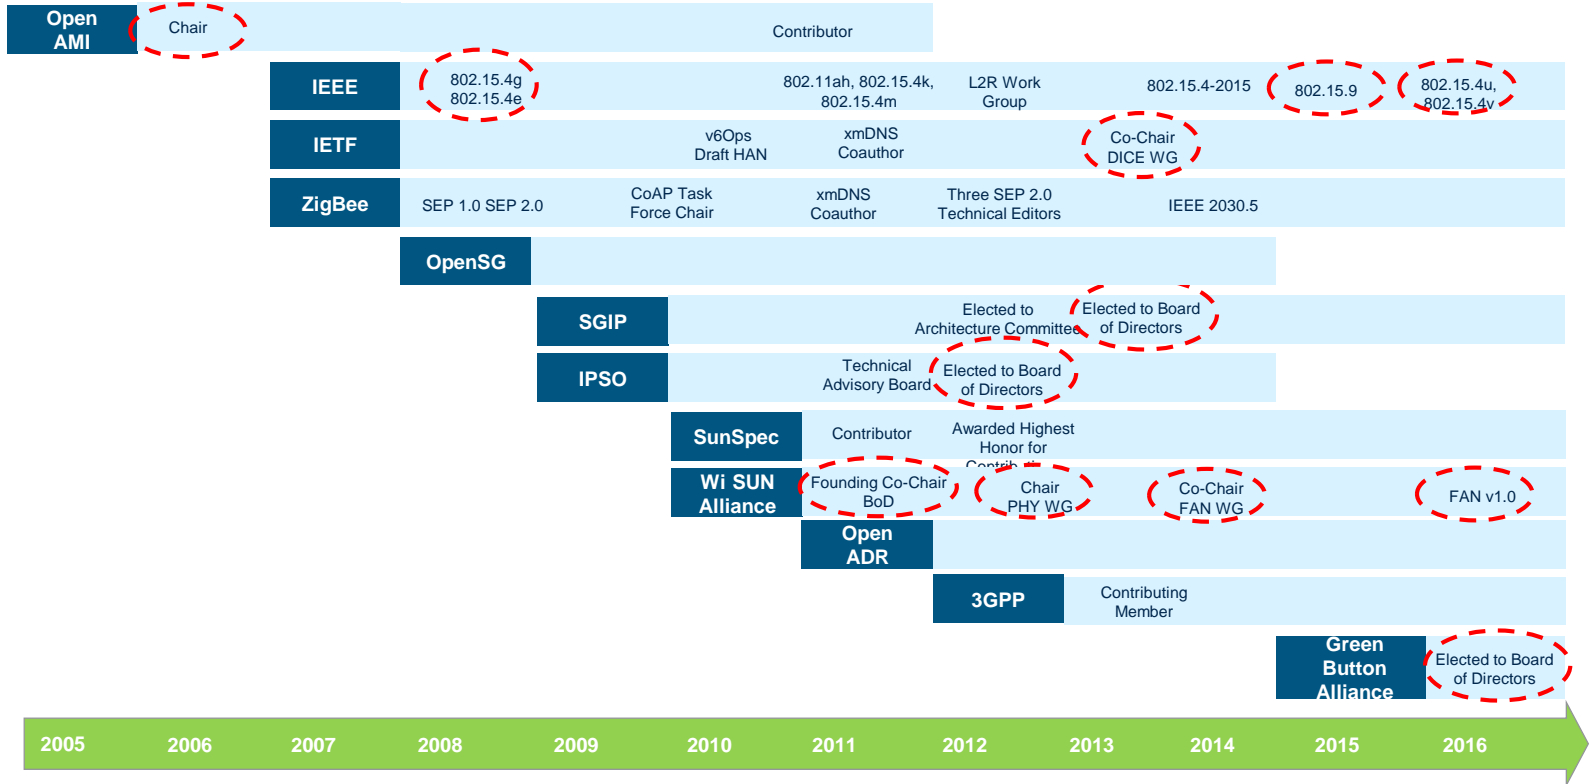 Open
AMI
Chair
Contributor
IEEE
802.15.4g
802.15.4e
802.11ah, 802.15.4k,
802.15.4m
L2R Work
Group
802.15.4-2015
802.15.9
802.15.4u,
802.15.4v
IETF
v6Ops
Draft HAN
xmDNS
Coauthor
Co-Chair
DICE WG
ZigBee
SEP 1.0 SEP 2.0
CoAP Task
Force Chair
xmDNS
Coauthor
Three SEP 2.0
Technical Editors
IEEE 2030.5
OpenSG
SGIP
Elected to
Architecture Committee
Elected to Board
of Directors
IPSO
Technical
Advisory Board
Elected to Board
of Directors
SunSpec
Contributor
Awarded Highest
Honor for
Wi SUN
Alliance
Founding Co-Chair
BoD
Chair
PHY WG
Co-Chair
FAN WG
FAN v1.0
Open
ADR
3GPP
Contributing
Member
Green
Button
Alliance
Elected to Board
of Directors
2005 2006 2007 2008 2009 2010 2011 2012 2013 2014 2015 2016